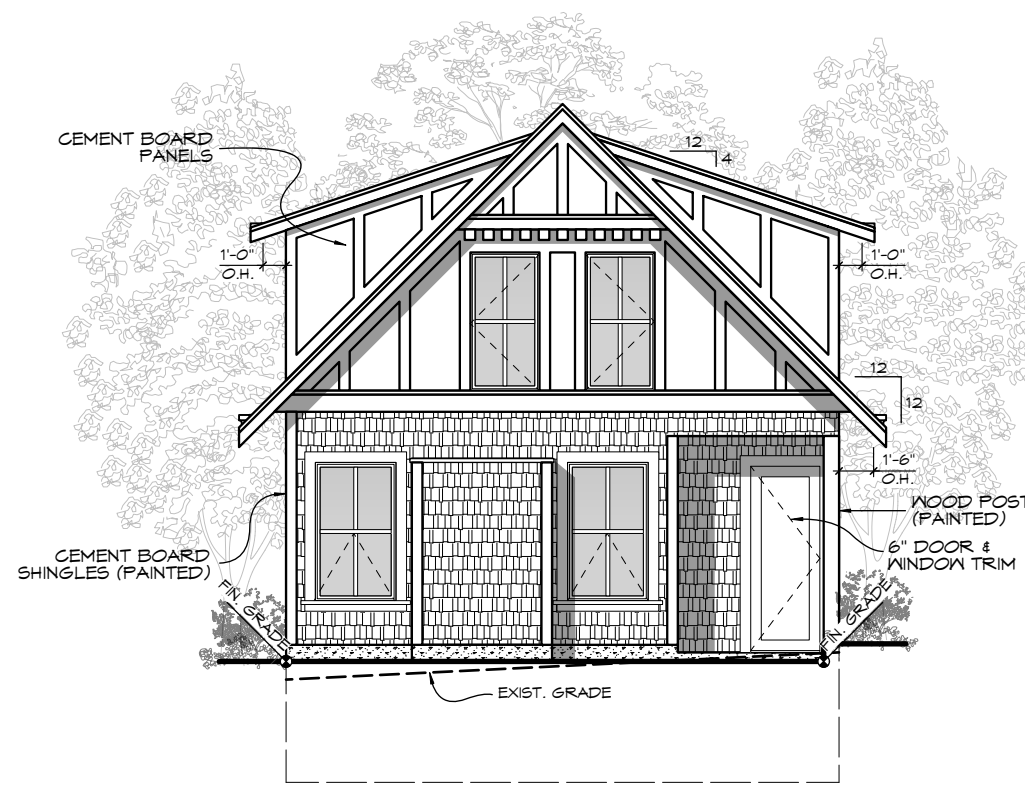 CEMENT BOARD
PANELS
12
4
1'-0"
O.H.
1'-0"
O.H.
12
12
1'-6"
O.H.
WOOD POST
(PAINTED)
6" DOOR &
WINDOW TRIM
CEMENT BOARD
SHINGLES (PAINTED)
FIN. GRADE
FIN. GRADE
EXIST. GRADE